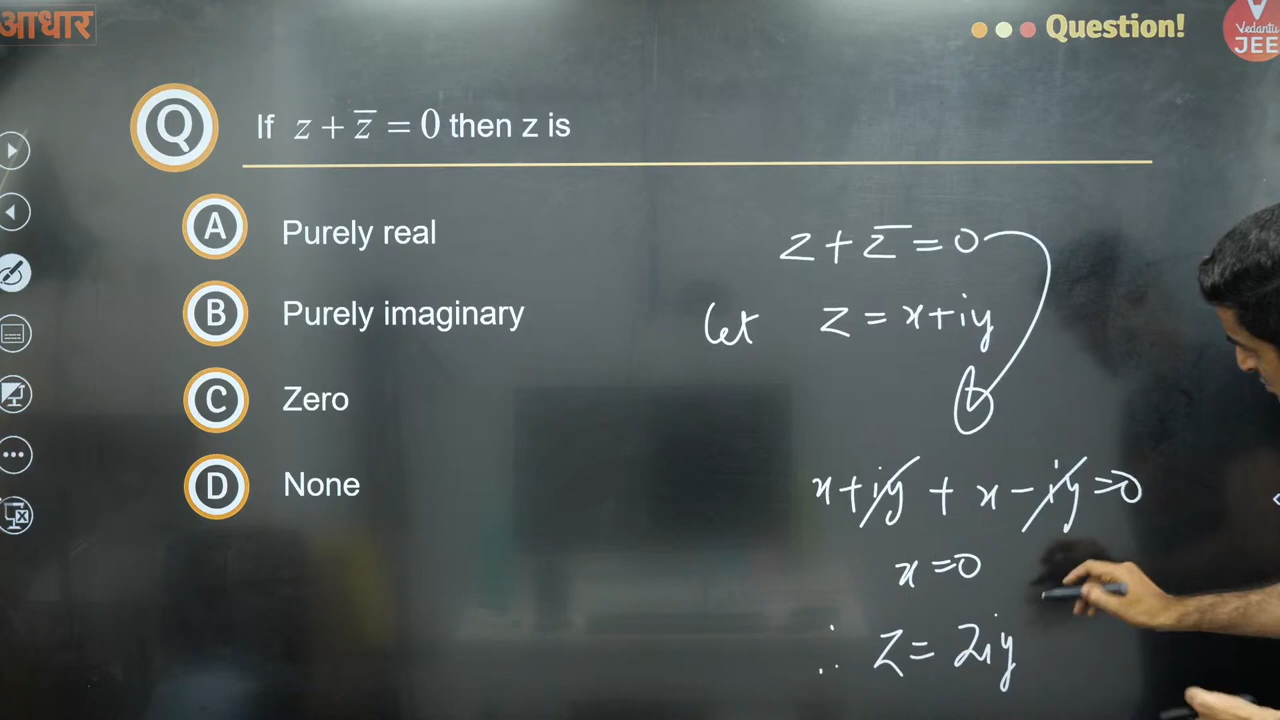 आधार
Question!
Vedantu
JEE
Q
If z + z̅ = 0 then z is
A Purely real
B Purely imaginary
C Zero
D None
z + z̅ = 0
let z = x + iy
x + iy + x - iy = 0
x = 0
∴ z = 2iy